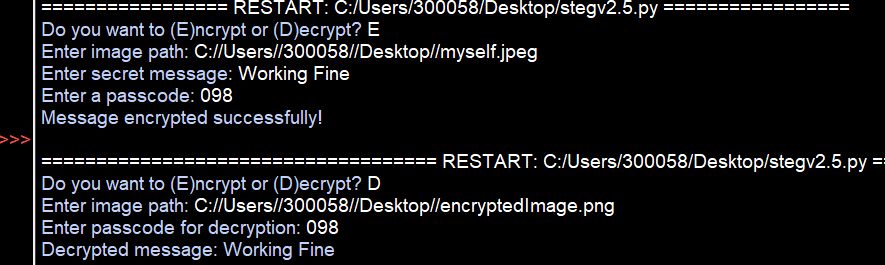 ================= RESTART: C:/Users/300058/Desktop/stegv2.5.py =================
Do you want to (E)ncrypt or (D)ecrypt? E
Enter image path: C://Users//300058//Desktop//myself.jpeg
Enter secret message: Working Fine
Enter a passcode: 098
Message encrypted successfully!
>>>
==================================== RESTART: C:/Users/300058/Desktop/stegv2.5.py ==
Do you want to (E)ncrypt or (D)ecrypt? D
Enter image path: C://Users//300058//Desktop//encryptedImage.png
Enter passcode for decryption: 098
Decrypted message: Working Fine